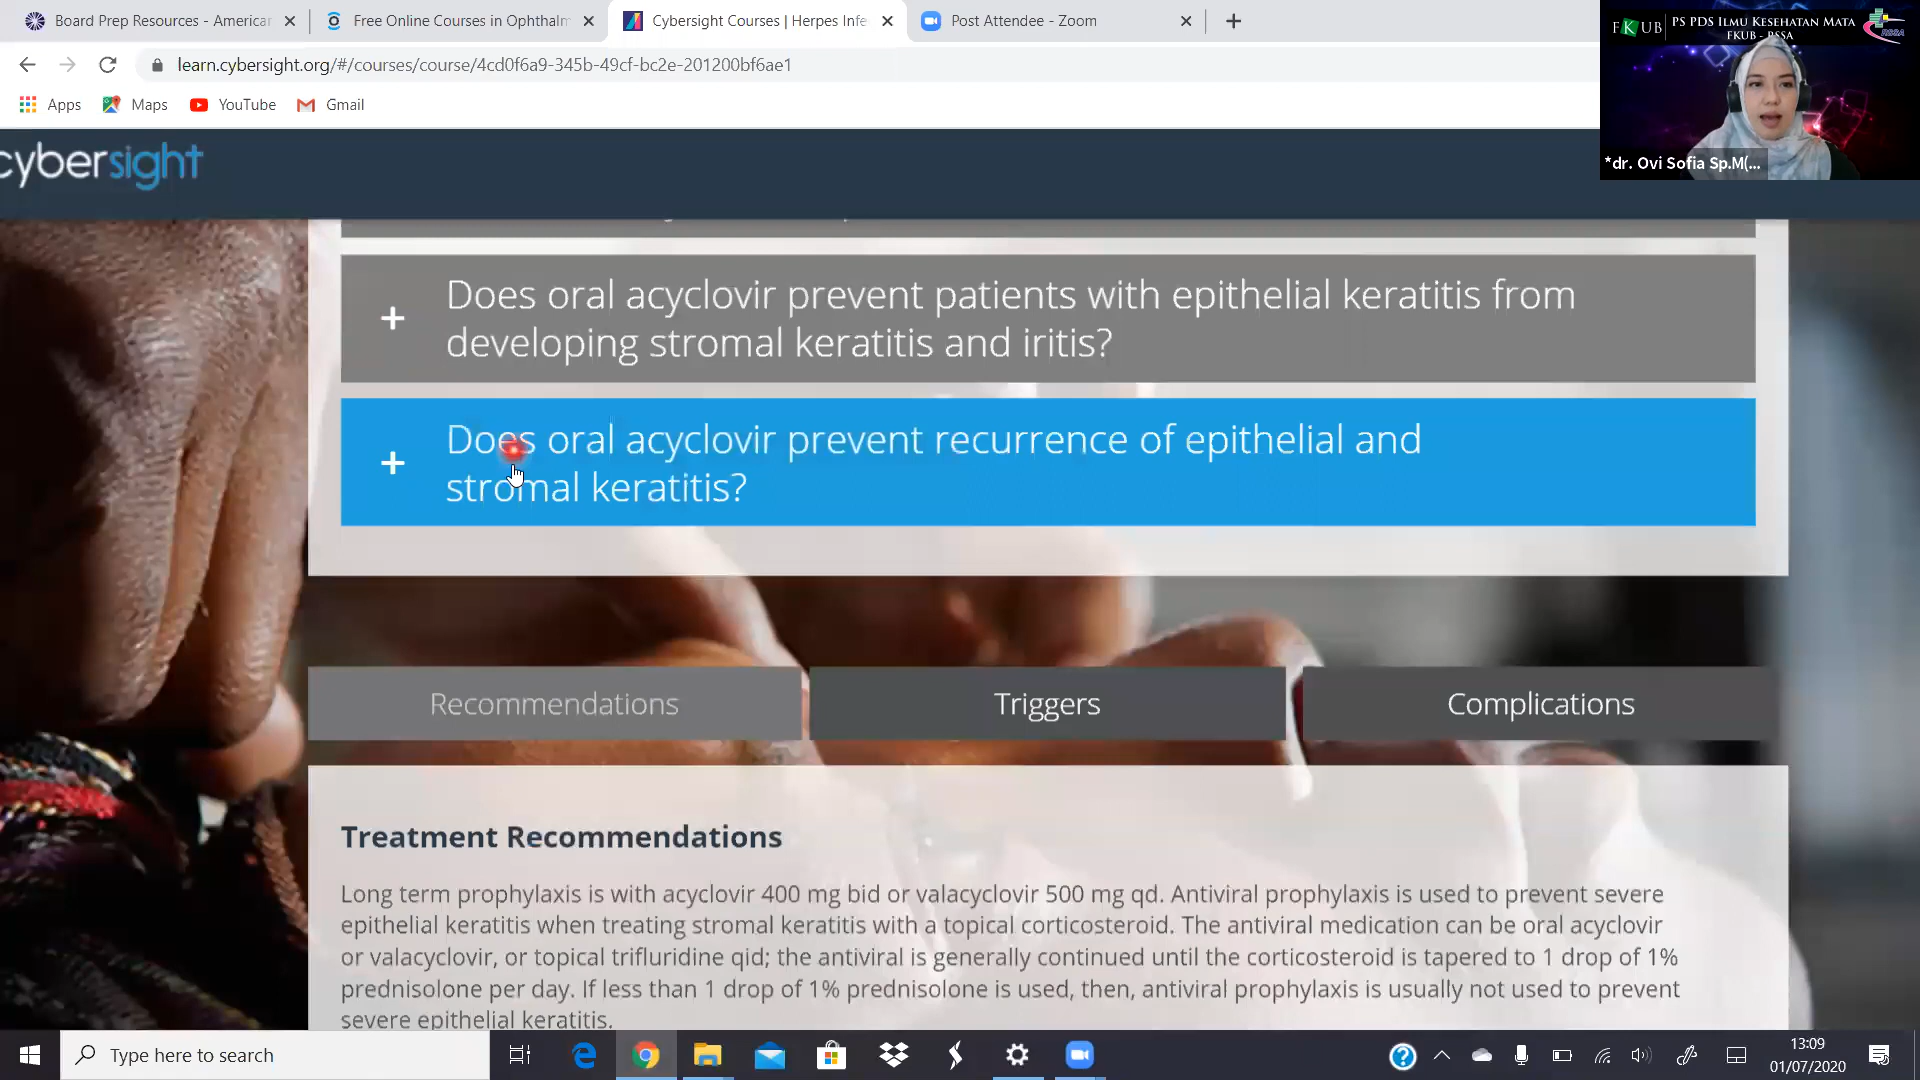 Board Prep Resources - American
Free Online Courses in Ophthalm
Cybersight Courses | Herpes Infe
Post Attendee - Zoom
learn.cybersight.org/#/courses/course/4cd0f6a9-345b-49cf-bc2e-201200bf6ae1
Apps
Maps
YouTube
Gmail
FKUB
PS PDS ILMU KESEHATAN MATA
FKUB - RSSA
RSSA
*dr. Ovi Sofia Sp.M(...
cybersight
Does oral acyclovir prevent patients with epithelial keratitis from
developing stromal keratitis and iritis?
Does oral acyclovir prevent recurrence of epithelial and
stromal keratitis?
Recommendations
Triggers
Complications
Treatment Recommendations
Long term prophylaxis is with acyclovir 400 mg bid or valacyclovir 500 mg qd. Antiviral prophylaxis is used to prevent severe
epithelial keratitis when treating stromal keratitis with a topical corticosteroid. The antiviral medication can be oral acyclovir
or valacyclovir, or topical trifluridine qid; the antiviral is generally continued until the corticosteroid is tapered to 1 drop of 1%
prednisolone per day. If less than 1 drop of 1% prednisolone is used, then, antiviral prophylaxis is usually not used to prevent
severe epithelial keratitis.
Type here to search
13:09
01/07/2020